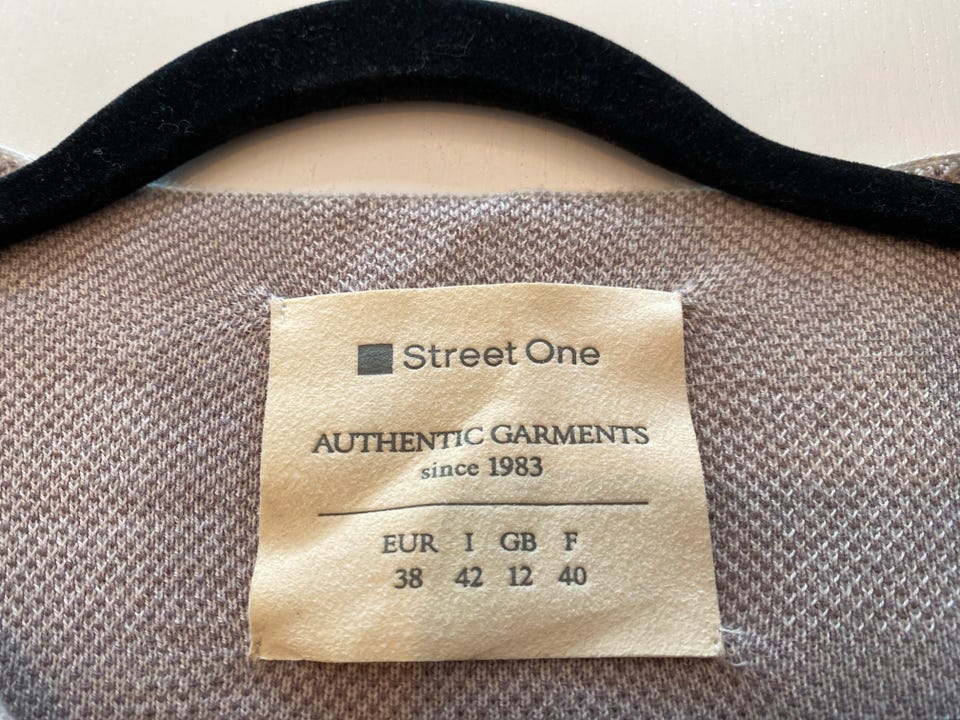 Street One
AUTHENTIC GARMENTS
since 1983
EUR I GB F
38 42 12 40